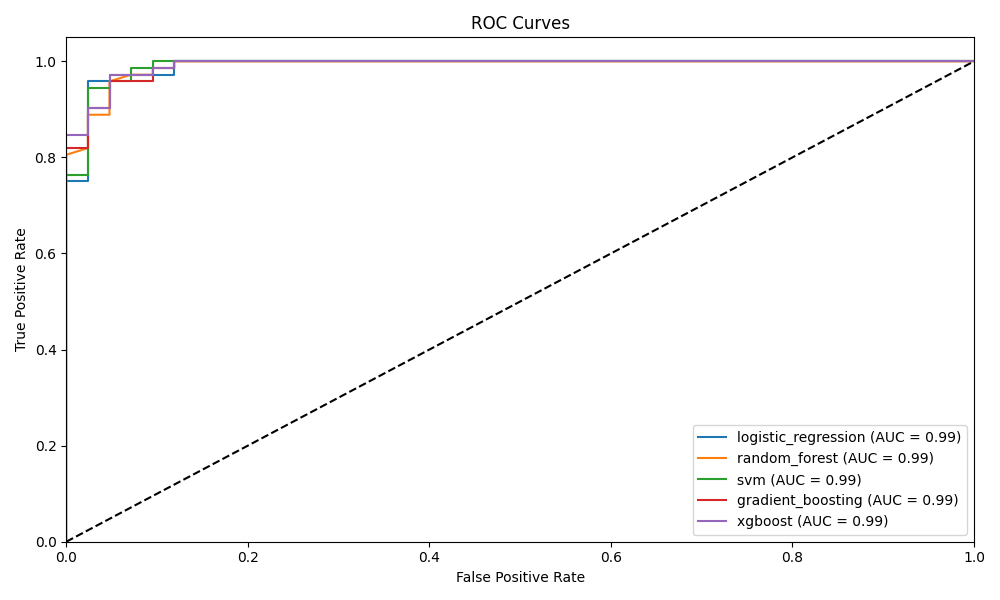 ROC Curves
1.0
0.8
0.6
0.4
0.2
0.0
True Positive Rate
logistic_regression (AUC = 0.99)
random_forest (AUC = 0.99)
svm (AUC = 0.99)
gradient_boosting (AUC = 0.99)
xgboost (AUC = 0.99)
0.0 0.2 0.4 0.6 0.8 1.0
False Positive Rate